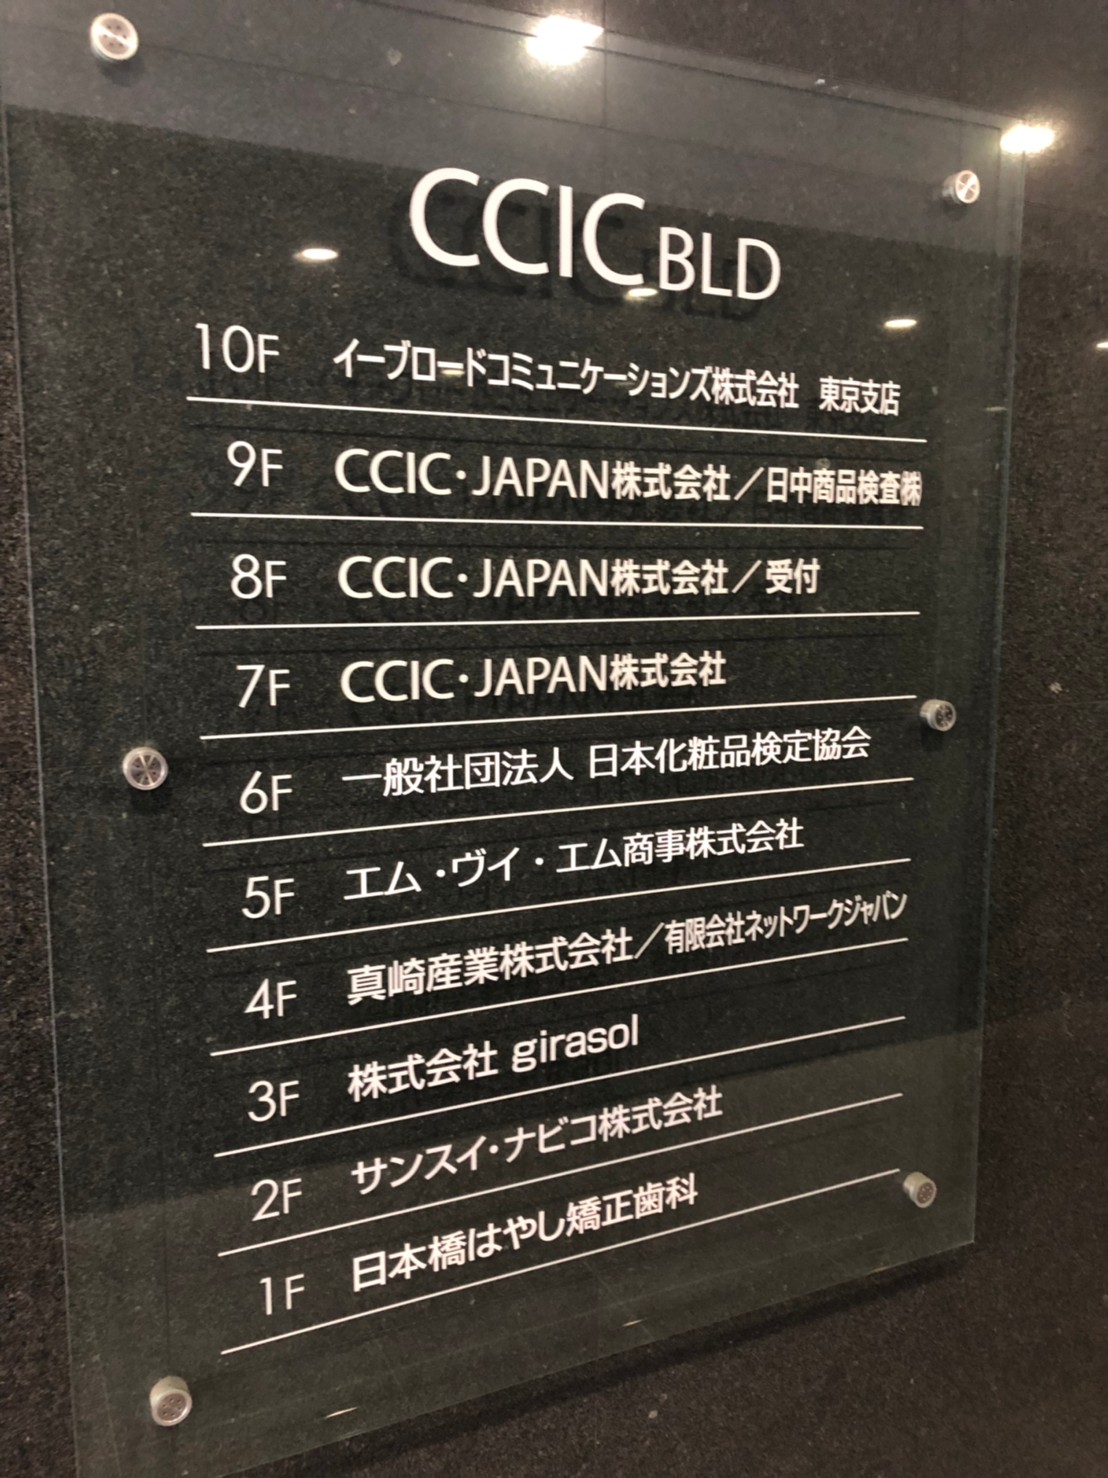 CCIC BLD
10F イーブロードコミュニケーションズ株式会社 東京支店
9F CCIC・JAPAN株式会社／日中商品検査㈱
8F CCIC・JAPAN株式会社／受付
7F CCIC・JAPAN株式会社
6F 一般社団法人 日本化粧品検定協会
5F エム・ヴイ・エム商事株式会社
4F 真崎産業株式会社／有限会社ネットワークジャパン
3F 株式会社 girasol
2F サンスイ・ナビコ株式会社
1F 日本橋はやし矯正歯科